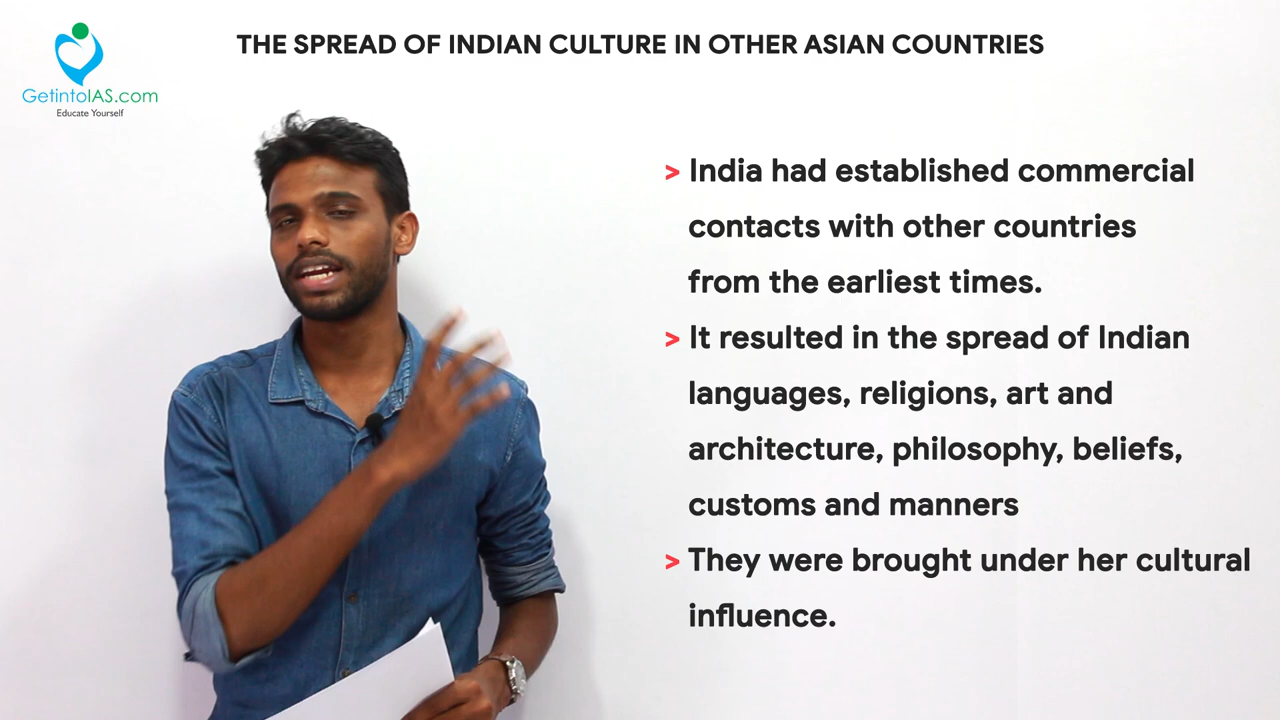 THE SPREAD OF INDIAN CULTURE IN OTHER ASIAN COUNTRIES
GetintoIAS.com
Educate Yourself
> India had established commercial
contacts with other countries
from the earliest times.
> It resulted in the spread of Indian
languages, religions, art and
architecture, philosophy, beliefs,
customs and manners
> They were brought under her cultural
influence.